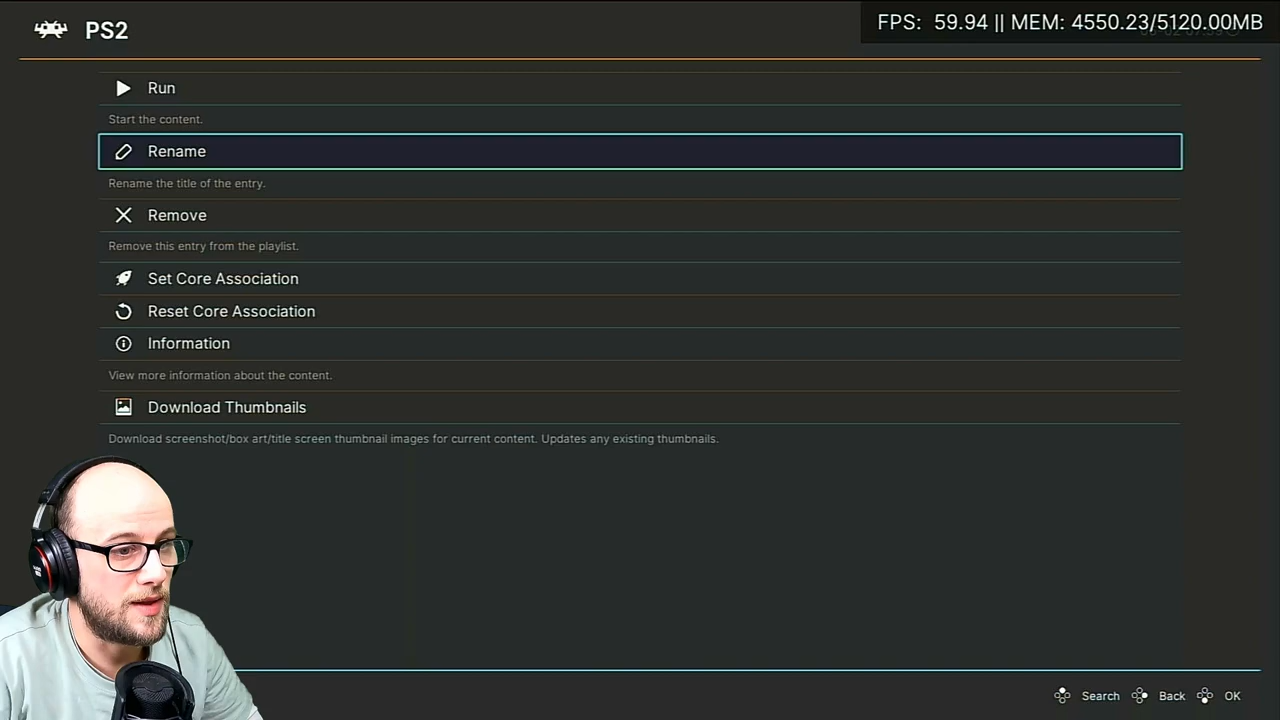 PS2
FPS: 59.94 || MEM: 4550.23/5120.00MB
Run
Start the content.
Rename
Rename the title of the entry.
Remove
Remove this entry from the playlist.
Set Core Association
Reset Core Association
Information
View more information about the content.
Download Thumbnails
Download screenshot/box art/title screen thumbnail images for current content. Updates any existing thumbnails.
Search
Back
OK